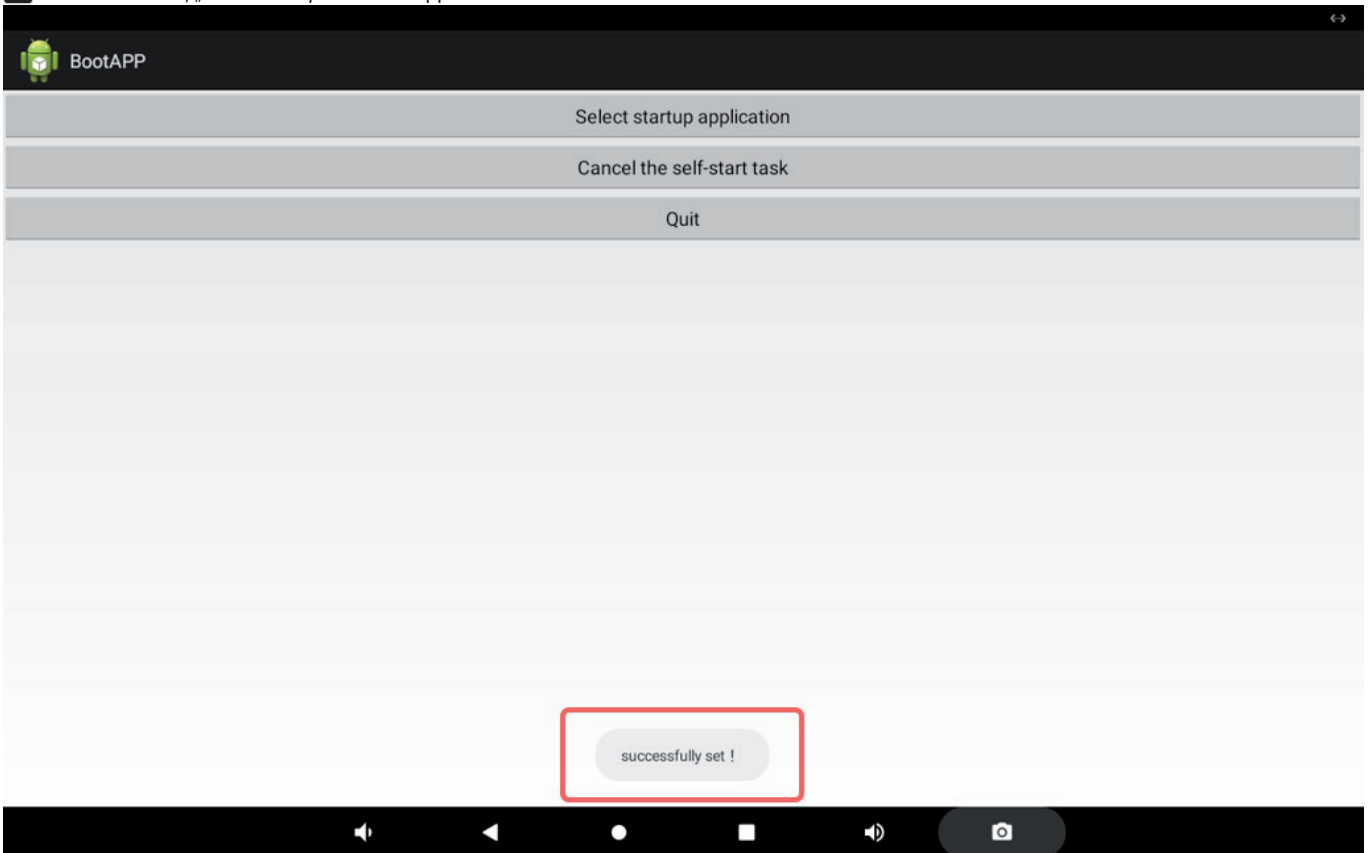 BootAPP
Select startup application
Cancel the self-start task
Quit
successfully set !